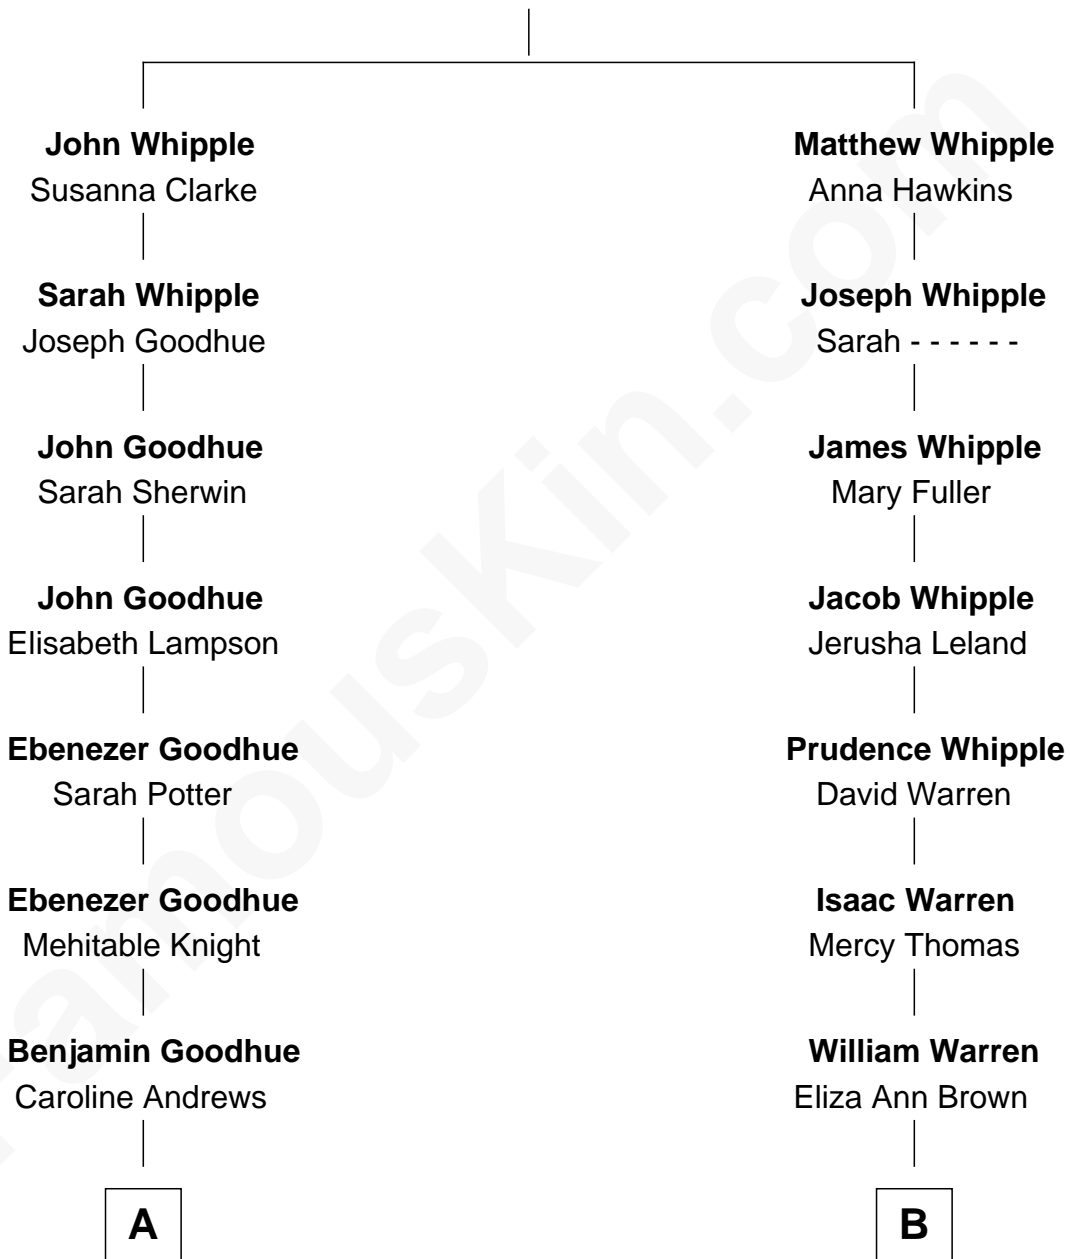 John Whipple
Susanna Clarke
Sarah Whipple
Joseph Goodhue
John Goodhue
Sarah Sherwin
John Goodhue
Elisabeth Lampson
Ebenezer Goodhue
Sarah Potter
Ebenezer Goodhue
Mehitable Knight
Benjamin Goodhue
Caroline Andrews
A
Matthew Whipple
Anna Hawkins
Joseph Whipple
Sarah - - - - - -
James Whipple
Mary Fuller
Jacob Whipple
Jerusha Leland
Prudence Whipple
David Warren
Isaac Warren
Mercy Thomas
William Warren
Eliza Ann Brown
B
FamousKin.com